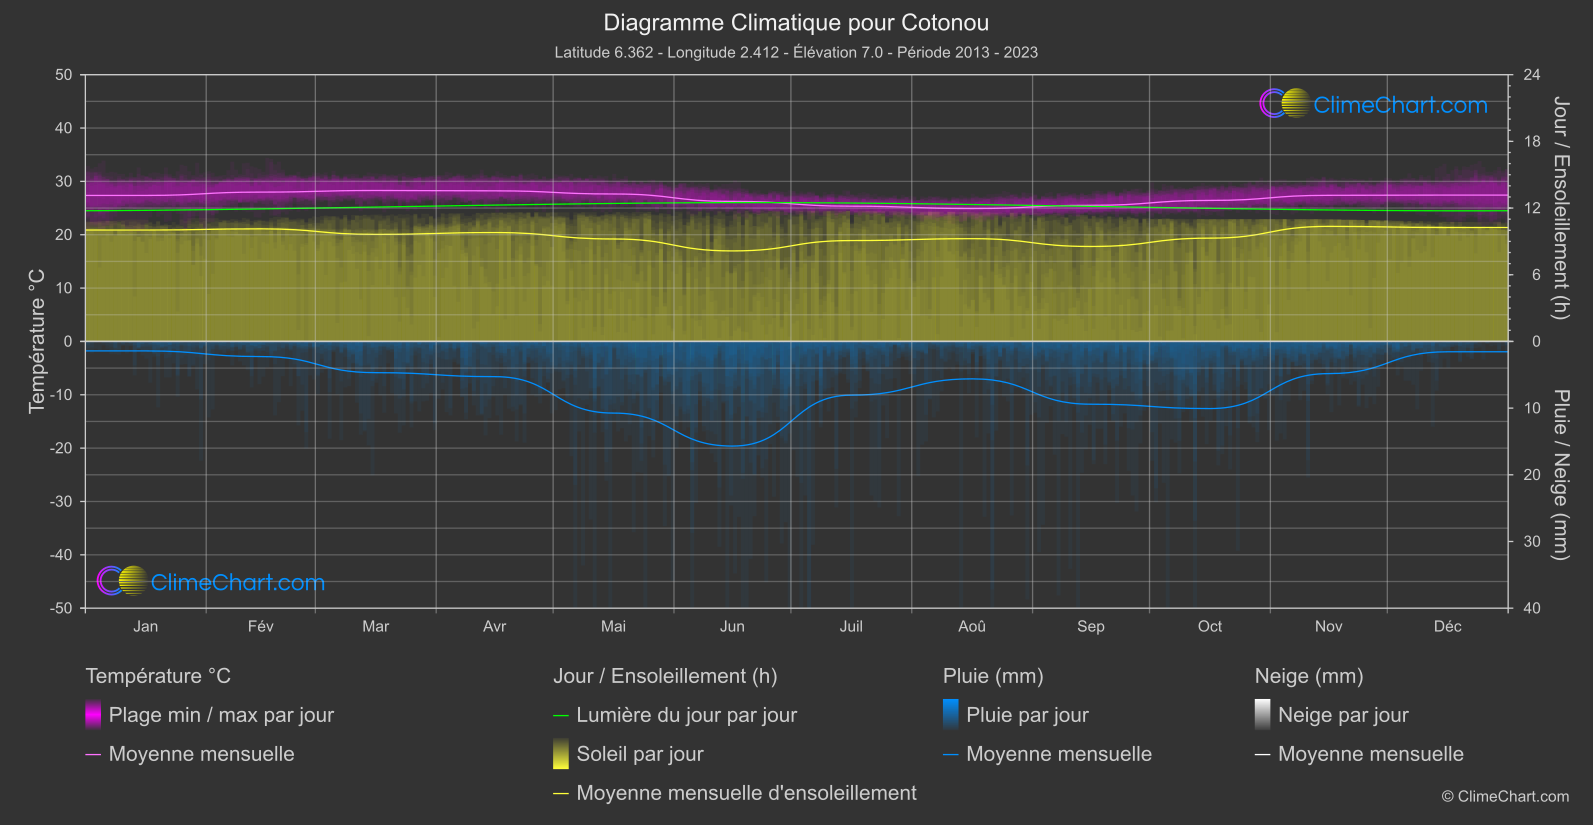 Diagramme Climatique pour Cotonou
Latitude 6.362 - Longitude 2.412 - Élévation 7.0 - Période 2013 - 2023
50
40
30
20
10
0
-10
-20
-30
-40
-50
Température °C
24
18
12
6
0
10
20
30
40
Jour / Ensoleillement (h)
Pluie / Neige (mm)
ClimeChart.com
ClimeChart.com
Jan Fév Mar Avr Mai Jun Juil Aoû Sep Oct Nov Déc
Température °C
Plage min / max par jour
Moyenne mensuelle
Jour / Ensoleillement (h)
Lumière du jour par jour
Soleil par jour
Moyenne mensuelle d'ensoleillement
Pluie (mm)
Pluie par jour
Moyenne mensuelle
Neige (mm)
Neige par jour
Moyenne mensuelle
© ClimeChart.com